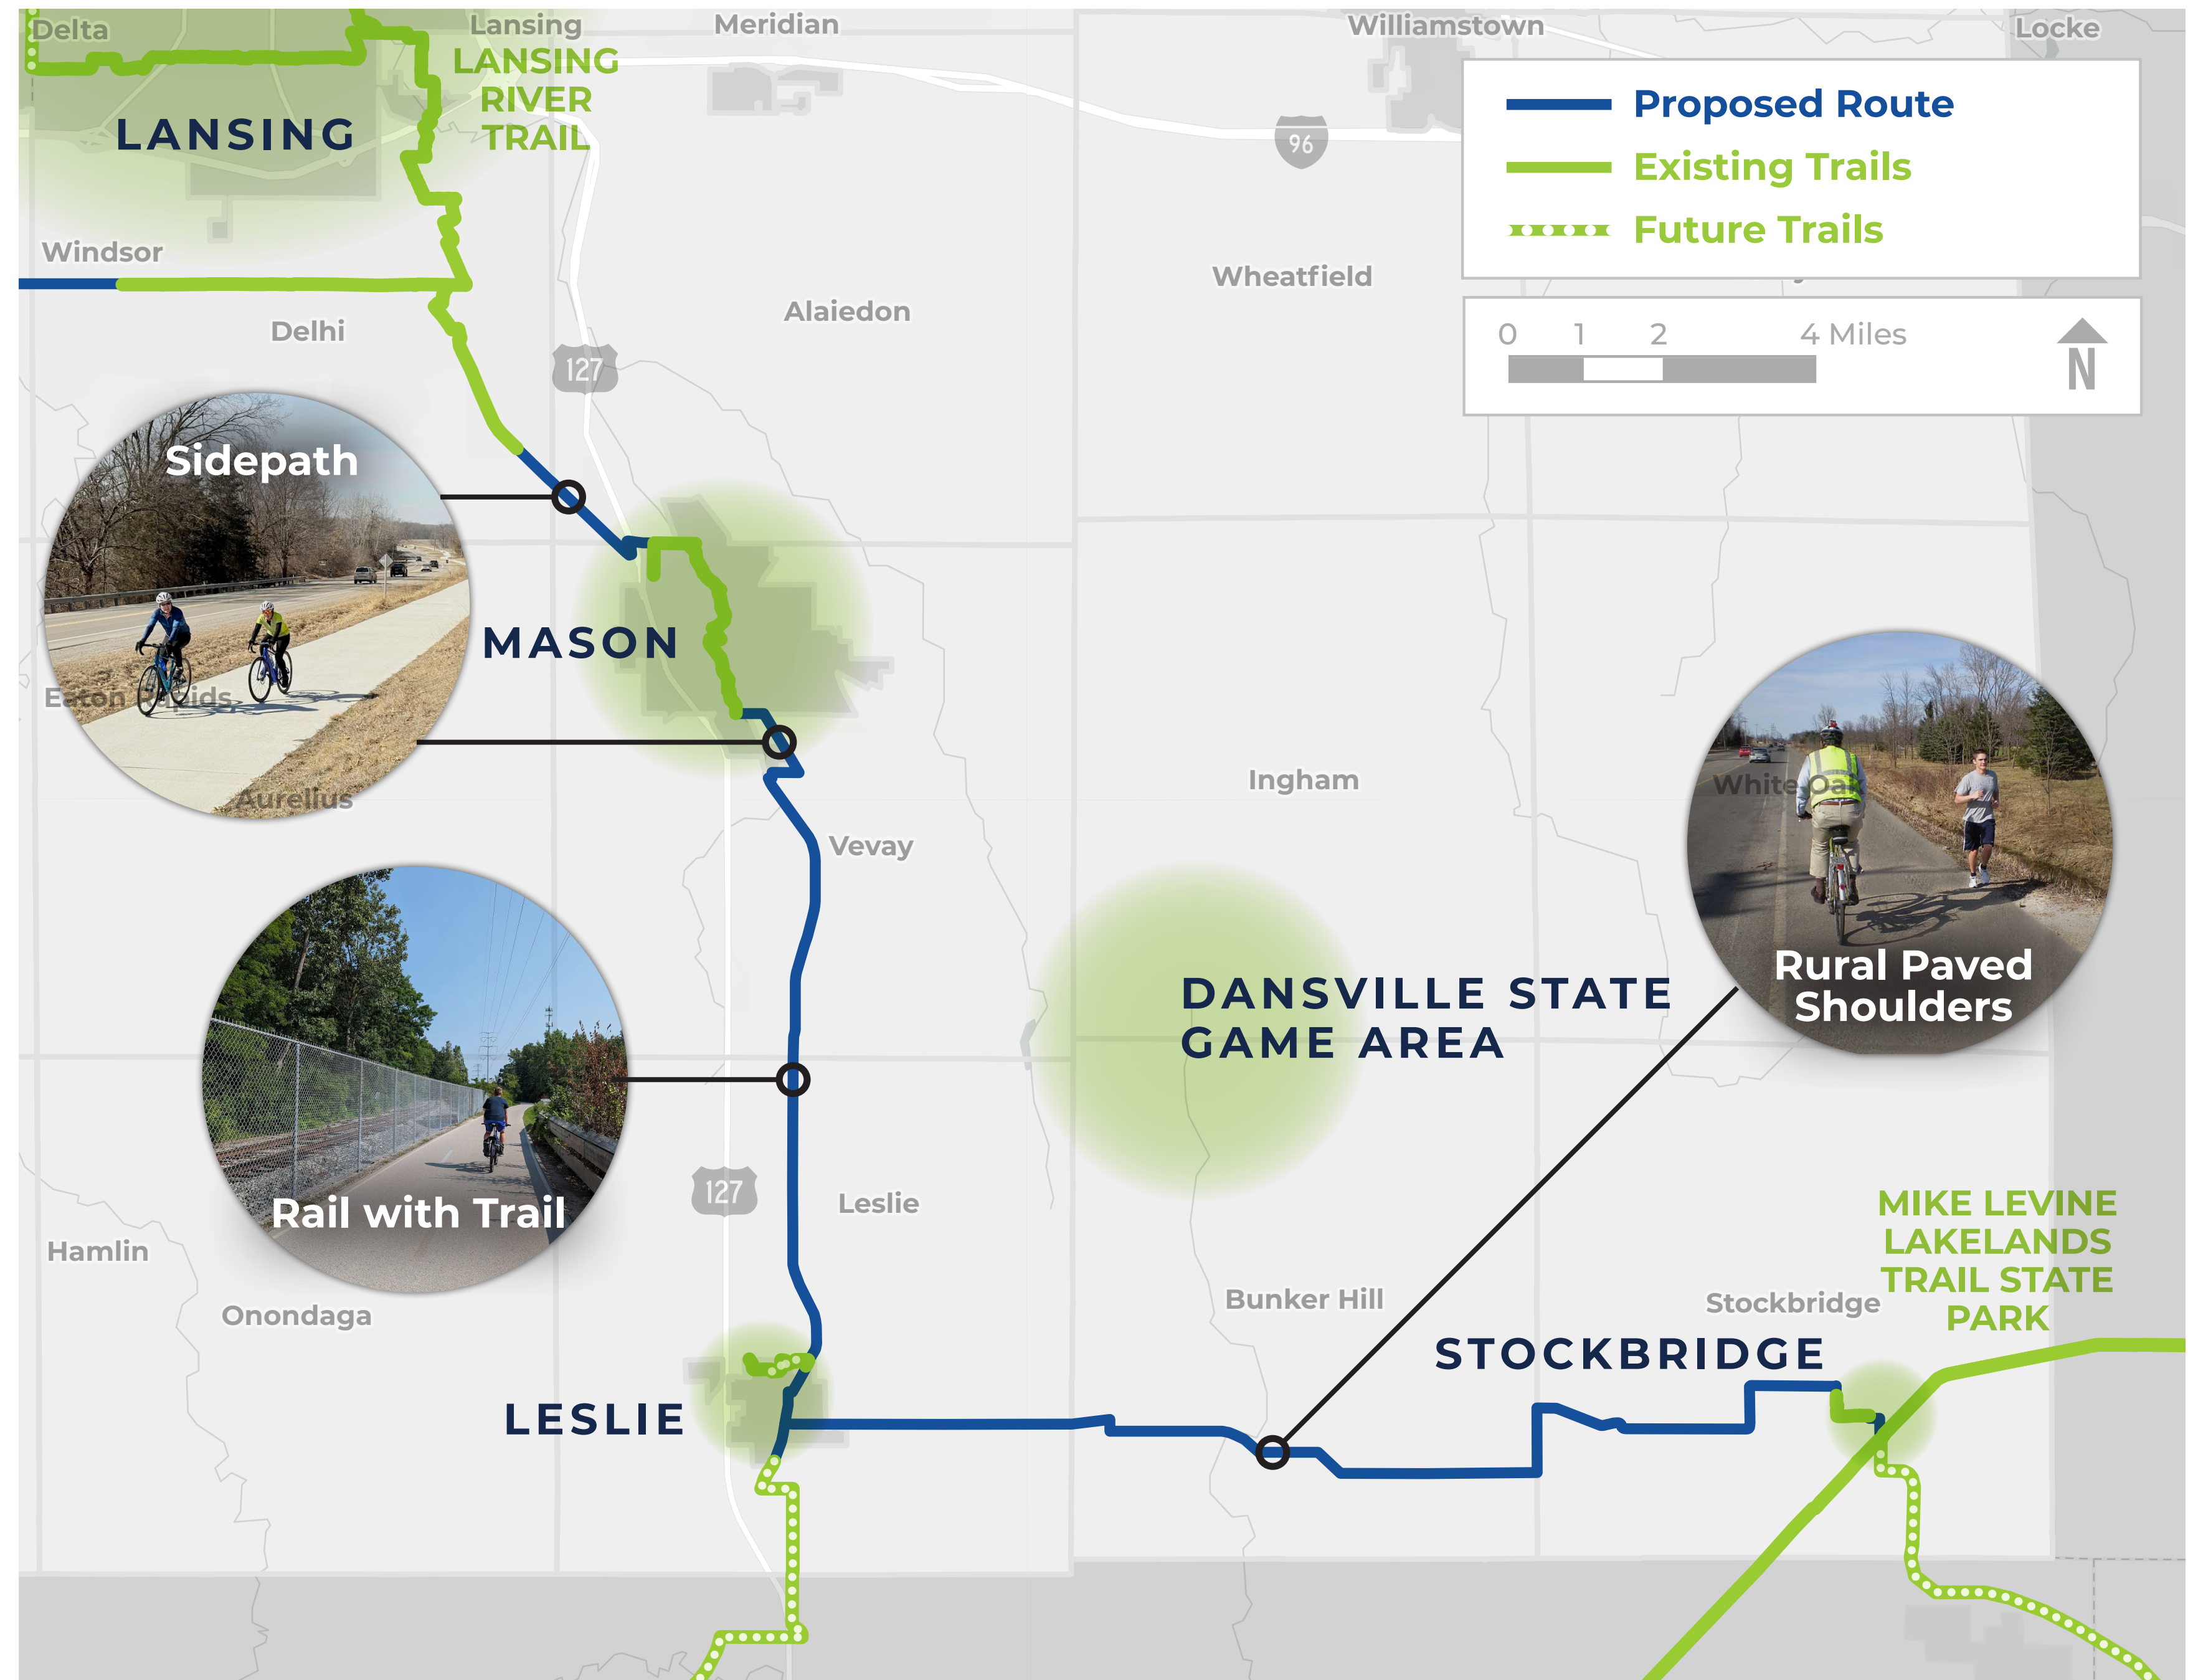 Delta
Lansing
Meridian
Williamstown
Locke
LANSING
RIVER
TRAIL
LANSING
96
Proposed Route
Existing Trails
Future Trails
Windsor
Wheatfield
Delhi
Alaiedon
0 1 2 4 Miles
N
127
Sidepath
MASON
Eaton Rapids
Aurelius
Ingham
White Oak
Vevay
Rural Paved
Shoulders
DANSVILLE STATE
GAME AREA
Rail with Trail
127
Leslie
Hamlin
Onondaga
Bunker Hill
Stockbridge
MIKE LEVINE
LAKELANDS
TRAIL STATE
PARK
STOCKBRIDGE
LESLIE